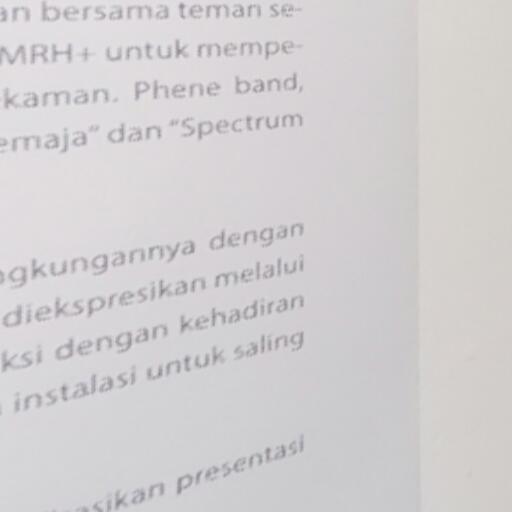 an bersama teman se-
MRH+ untuk mempe-
kaman. Phene band,
emaja” dan “Spectrum
gkungannya dengan
diekspresikan melalui
ksi dengan kehadiran
instalasi untuk saling
sikan presentasi